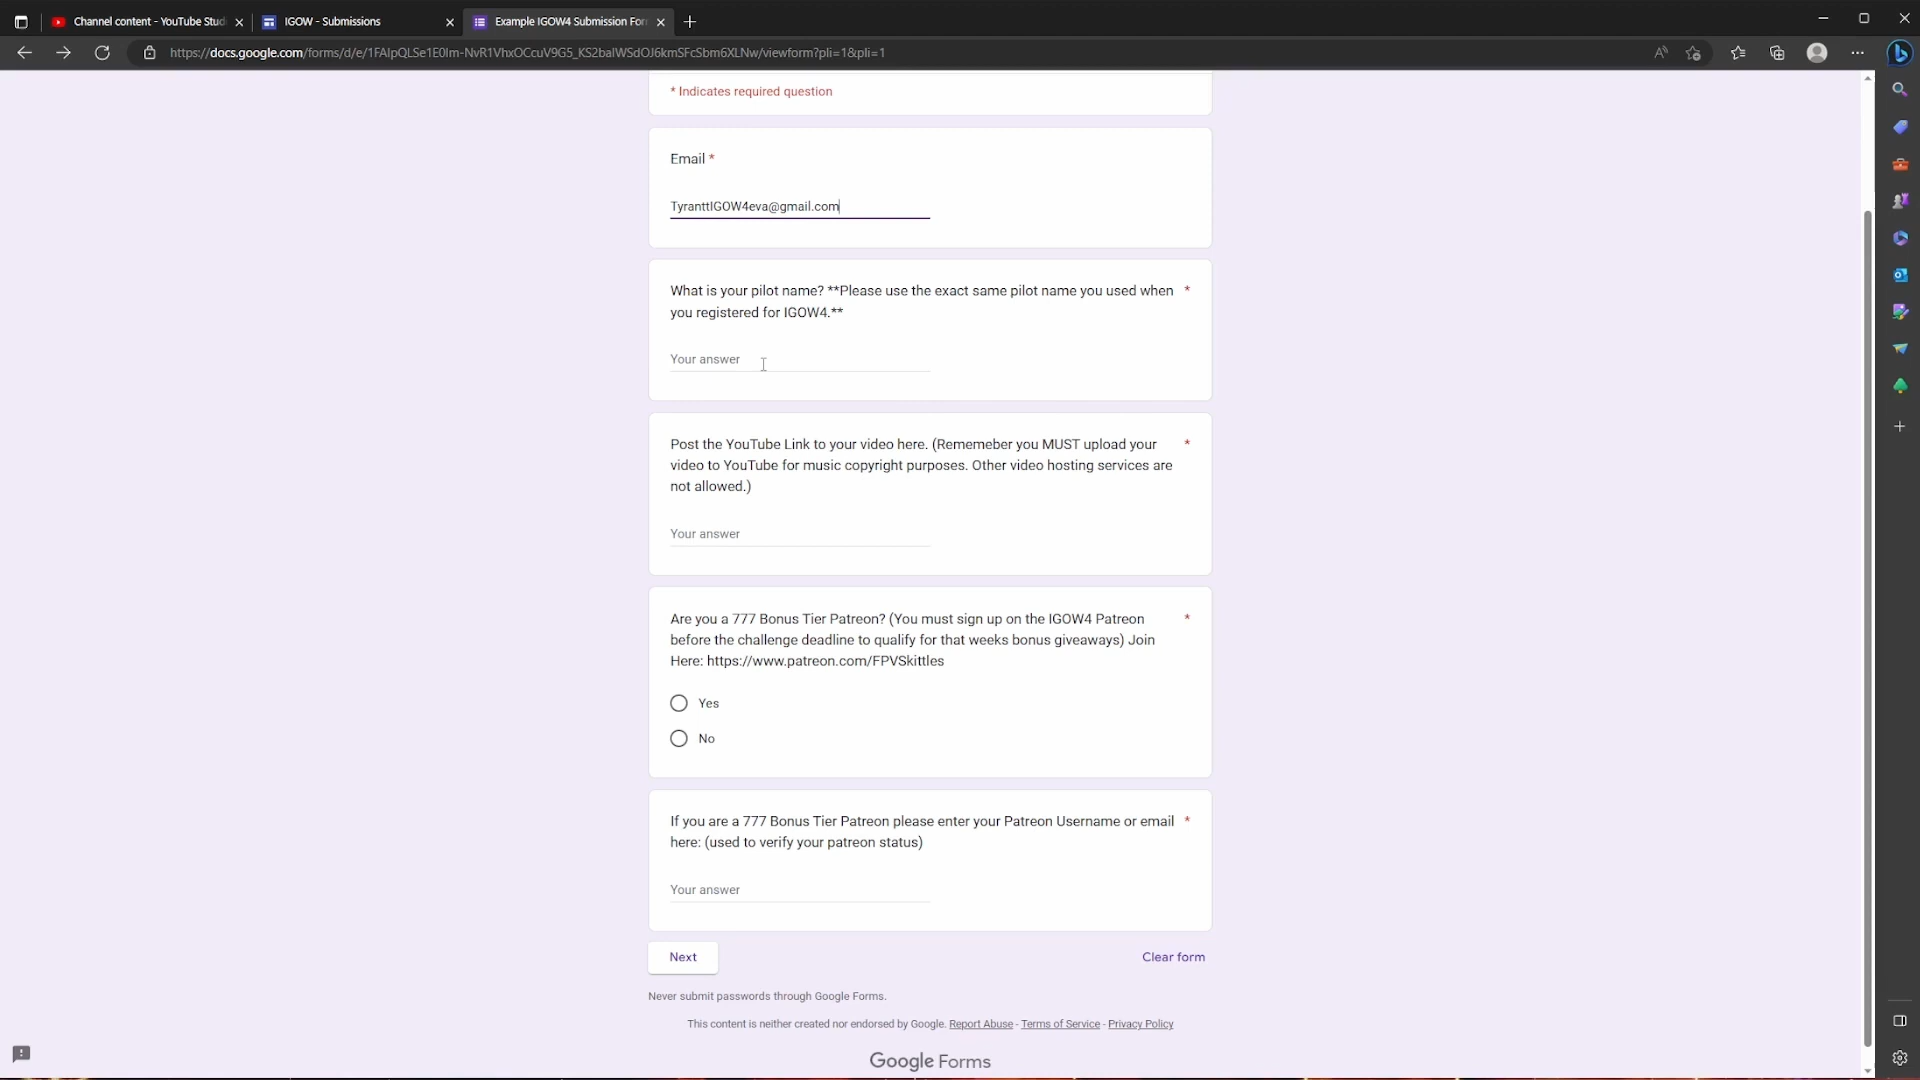 Channel content - YouTube Stud
IGOW - Submissions
Example IGOW4 Submission For
https://docs.google.com/forms/d/e/1FAIpQLSe1E0Im-NvR1VhxOCcuV9G5_KS2balWSdOJ6kmSFcSbm6XLNw/viewform?pli=1&pli=1
* Indicates required question
Email *
TyranttIGOW4eva@gmail.com
What is your pilot name? **Please use the exact same pilot name you used when *
you registered for IGOW4.**
Your answer
Post the YouTube Link to your video here. (Rememeber you MUST upload your *
video to YouTube for music copyright purposes. Other video hosting services are
not allowed.)
Your answer
Are you a 777 Bonus Tier Patreon? (You must sign up on the IGOW4 Patreon *
before the challenge deadline to qualify for that weeks bonus giveaways) Join
Here: https://www.patreon.com/FPVSkittles
Yes
No
If you are a 777 Bonus Tier Patreon please enter your Patreon Username or email *
here: (used to verify your patreon status)
Your answer
Next
Clear form
Never submit passwords through Google Forms.
This content is neither created nor endorsed by Google. Report Abuse - Terms of Service - Privacy Policy
Google Forms